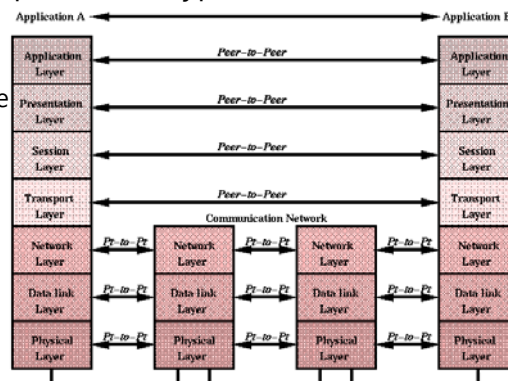 Application A
Application B
Application
Layer
Peer-to-Peer
Application
Layer
e
Presentation
Layer
Peer-to-Peer
Presentation
Layer
Session
Layer
Peer-to-Peer
Session
Layer
Transport
Layer
Peer-to-Peer
Transport
Layer
Communication Network
Network
Layer
Pt-to-Pt
Network
Layer
Pt-to-Pt
Network
Layer
Pt-to-Pt
Network
Layer
Data link
Layer
Pt-to-Pt
Data link
Layer
Pt-to-Pt
Data link
Layer
Pt-to-Pt
Data link
Layer
Physical
Layer
Pt-to-Pt
Physical
Layer
Pt-to-Pt
Physical
Layer
Pt-to-Pt
Physical
Layer